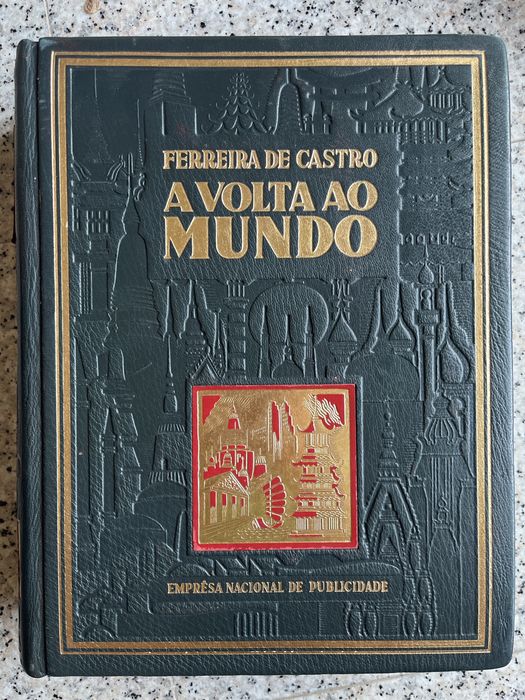 FERREIRA DE CASTRO
A VOLTA AO
MUNDO
EMPRÊSA NACIONAL DE PUBLICIDADE